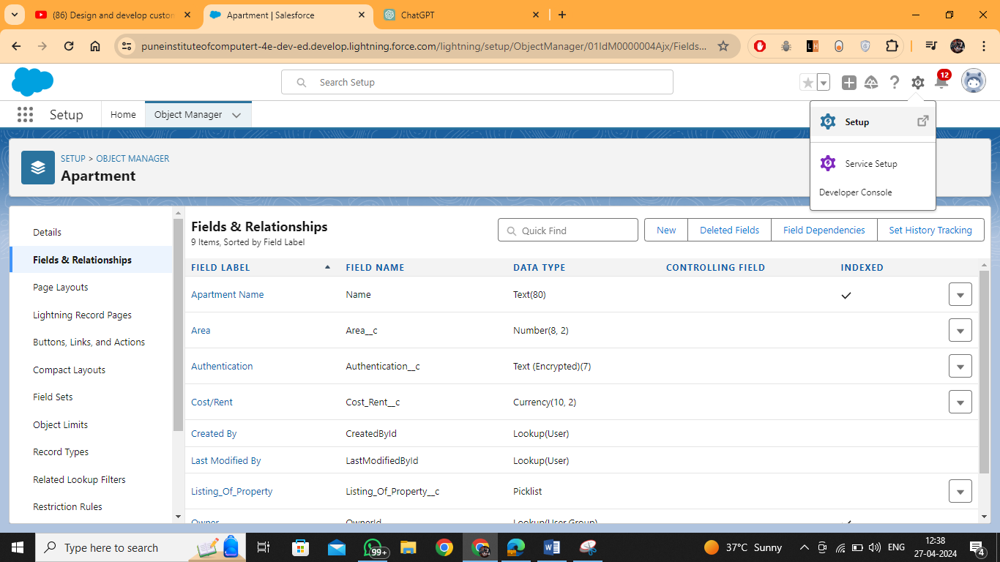 (86) Design and develop custom
Apartment | Salesforce
ChatGPT
puneinstituteofcomputert-4e-dev-ed.develop.lightning.force.com/lightning/setup/ObjectManager/01IdM0000004Ajx/Fields...
Search Setup
12
Setup
Home
Object Manager
Setup
Service Setup
Developer Console
SETUP > OBJECT MANAGER
Apartment
Details
Fields & Relationships
Page Layouts
Lightning Record Pages
Buttons, Links, and Actions
Compact Layouts
Field Sets
Object Limits
Record Types
Related Lookup Filters
Restriction Rules
Fields & Relationships
9 Items, Sorted by Field Label
Quick Find
New
Deleted Fields
Field Dependencies
Set History Tracking
FIELD LABEL FIELD NAME DATA TYPE CONTROLLING FIELD INDEXED
Apartment Name Name Text(80)
Area Area__c Number(8, 2)
Authentication Authentication__c Text (Encrypted)(7)
Cost/Rent Cost_Rent__c Currency(10, 2)
Created By CreatedById Lookup(User)
Last Modified By LastModifiedById Lookup(User)
Listing_Of_Property Listing_Of_Property__c Picklist
Owner OwnerId Lookup(User,Group)
Type here to search
99+
37°C Sunny
ENG
12:38
27-04-2024
4